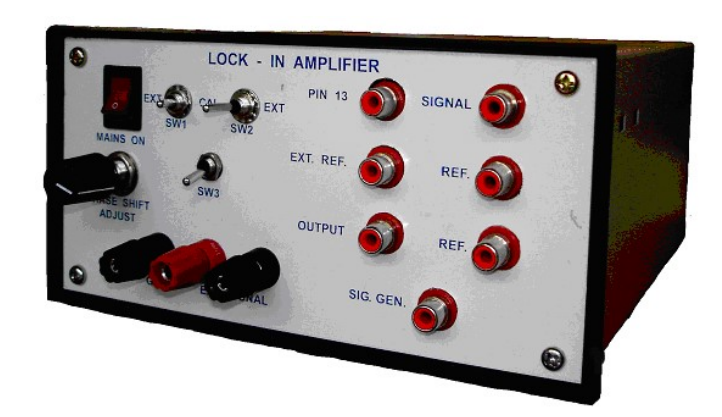 LOCK - IN AMPLIFIER
PIN 13
SIGNAL
EXT
EXT
SW1
SW2
MAINS ON
EXT. REF.
REF.
SW3
SHIFT
ADJUST
OUTPUT
REF.
SIG. GEN.